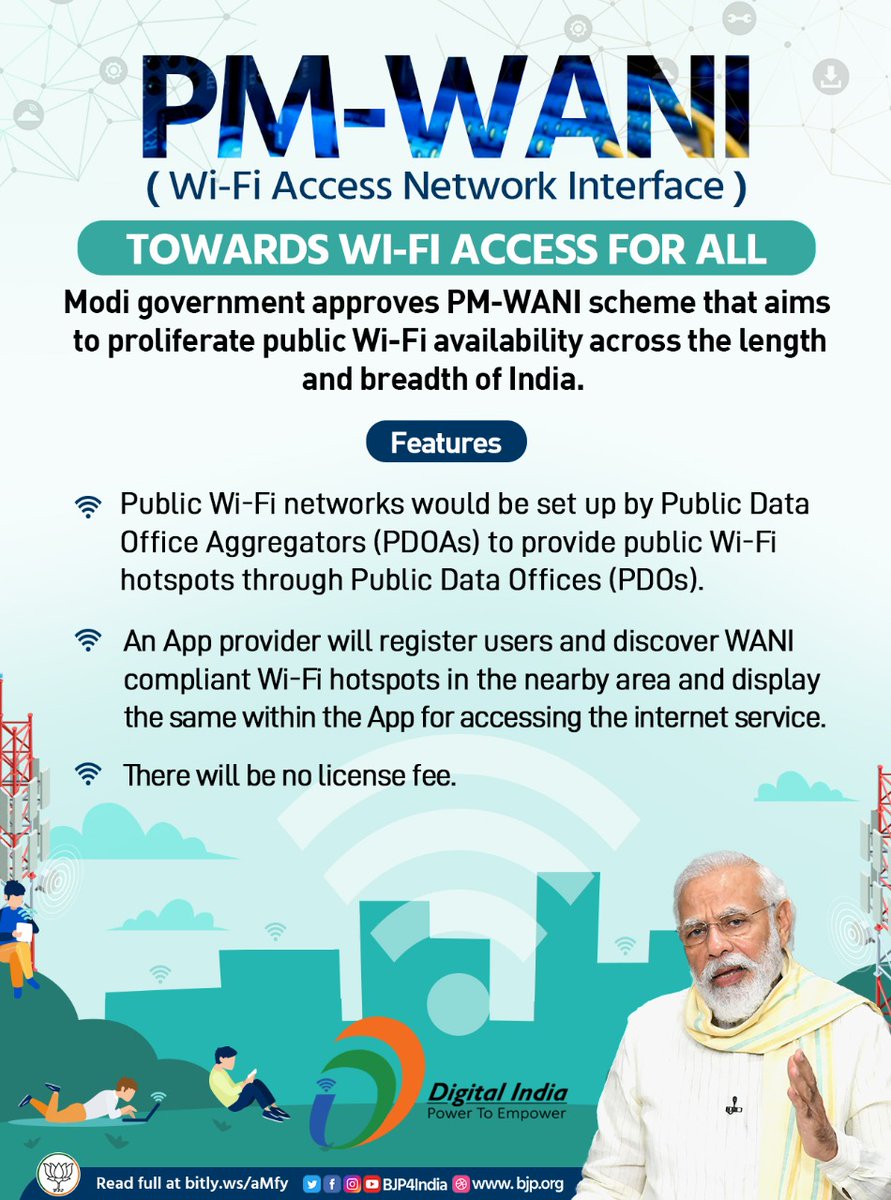 PM-WANI
( Wi-Fi Access Network Interface )
TOWARDS WI-FI ACCESS FOR ALL
Modi government approves PM-WANI scheme that aims
to proliferate public Wi-Fi availability across the length
and breadth of India.
Features
Public Wi-Fi networks would be set up by Public Data
Office Aggregators (PDOAs) to provide public Wi-Fi
hotspots through Public Data Offices (PDOs).
An App provider will register users and discover WANI
compliant Wi-Fi hotspots in the nearby area and display
the same within the App for accessing the internet service.
There will be no license fee.
Digital India
Power To Empower
Read full at bitly.ws/aMfy BJP4India www.bjp.org